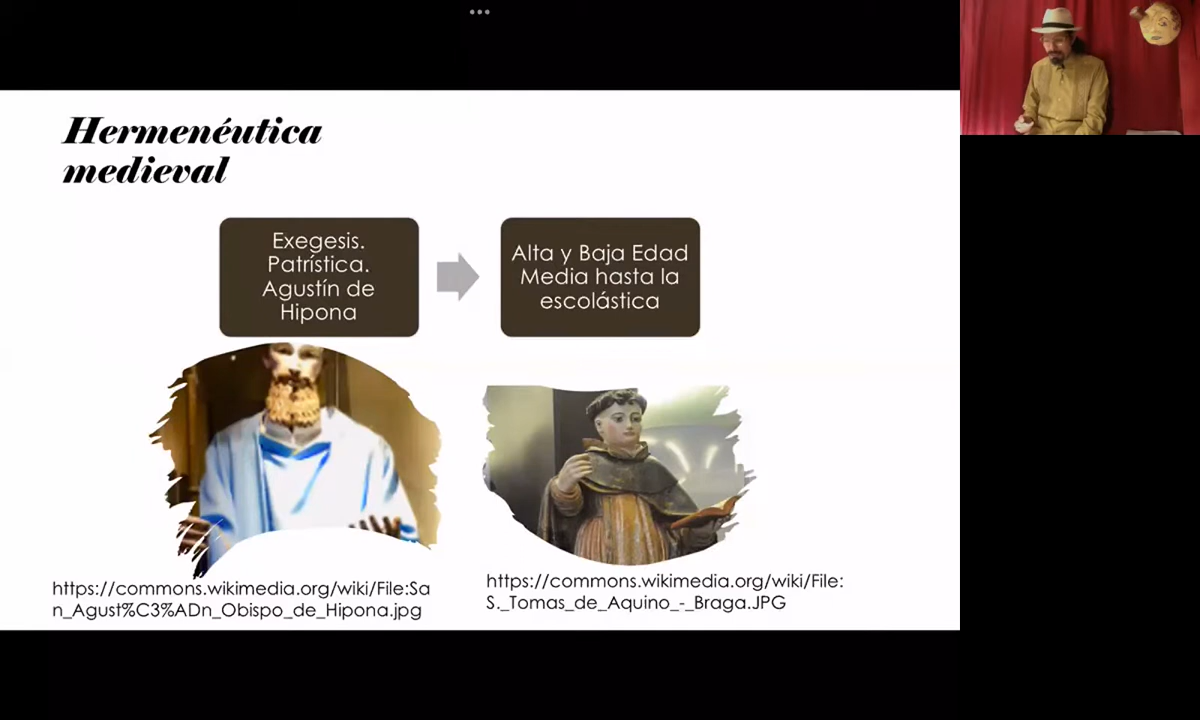 Hermenéutica
medieval
Exegesis.
Patrística.
Agustín de
Hipona
Alta y Baja Edad
Media hasta la
escolástica
https://commons.wikimedia.org/wiki/File:Sa
n_Agust%C3%ADn_Obispo_de_Hipona.jpg
https://commons.wikimedia.org/wiki/File:
S._Tomas_de_Aquino_-_Braga.JPG